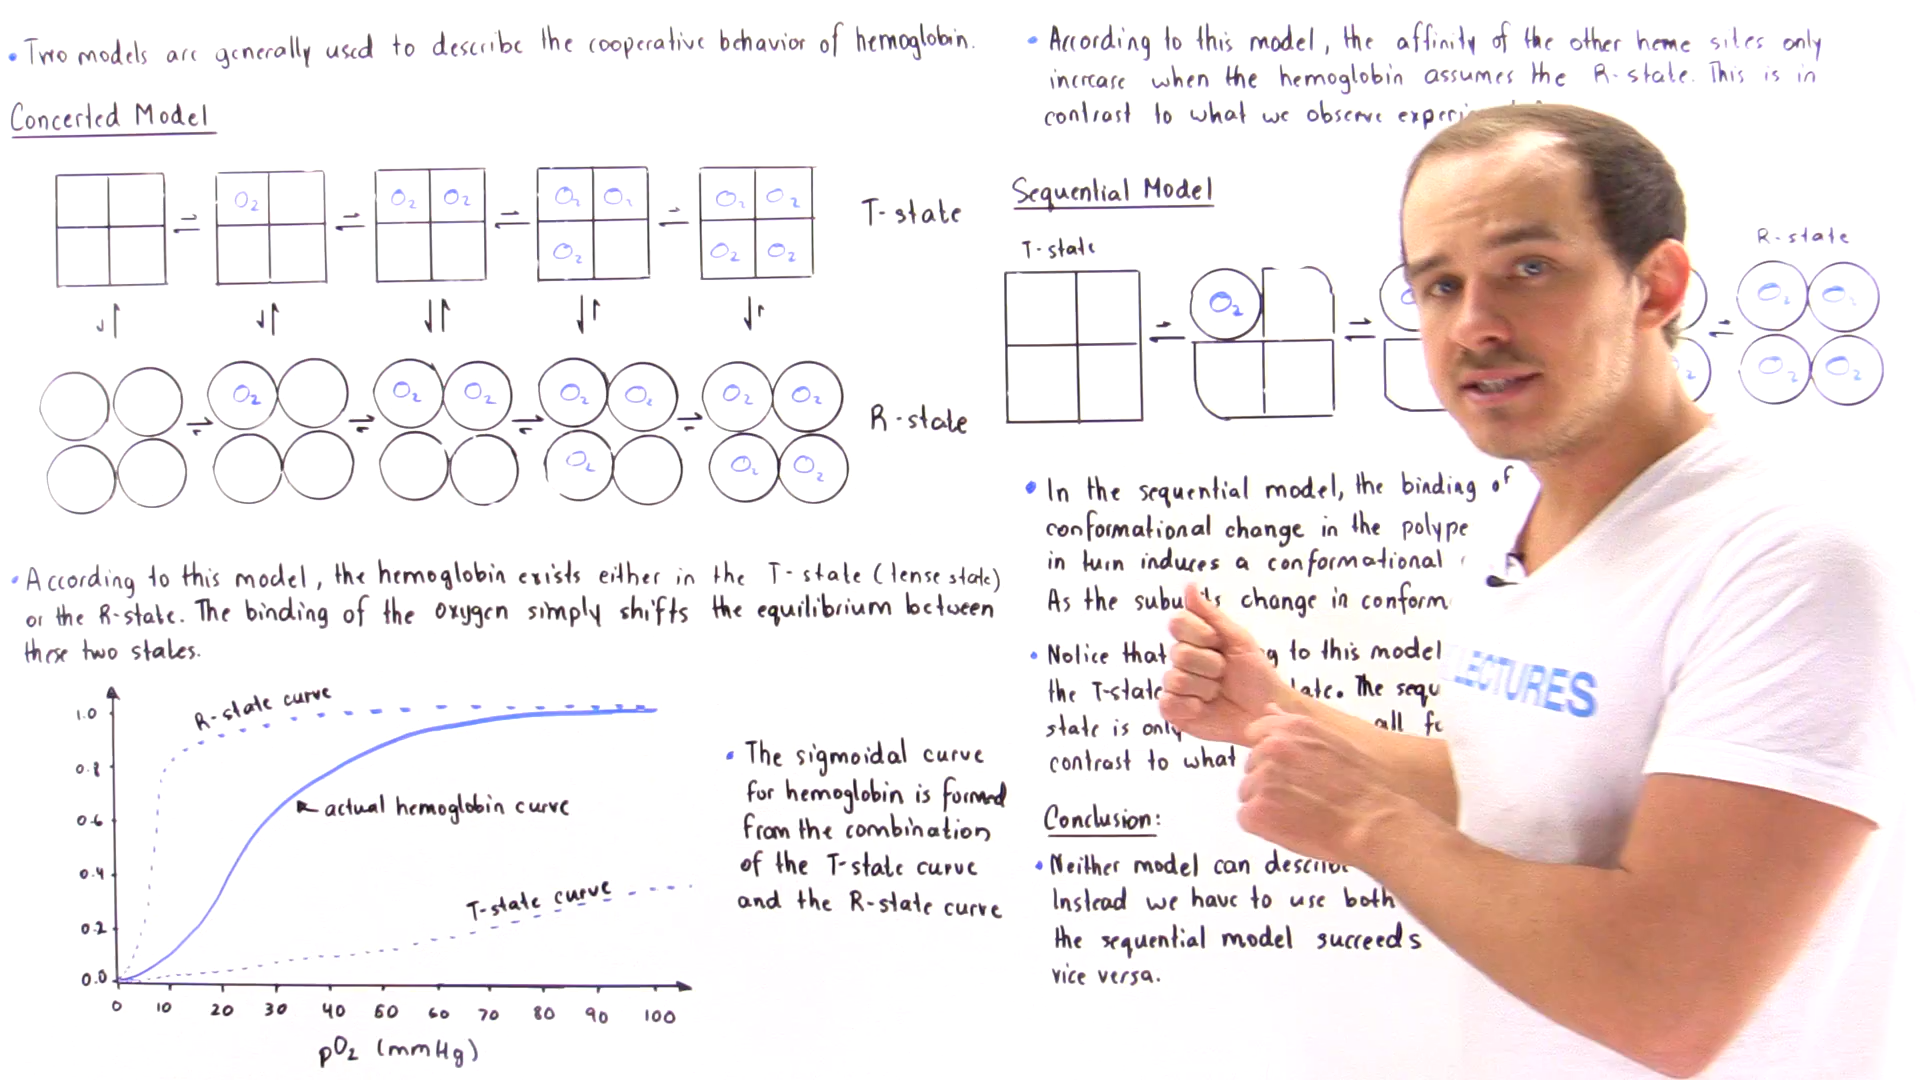 • Two models are generally used to describe the cooperative behavior of hemoglobin.
Concerted Model
O2 O2 O2 O2 O2 O2 O2
O2 O2 O2
T-state
O2 O2 O2 O2 O2 O2 O2
O2 O2 O2
R-state
• According to this model, the hemoglobin exists either in the T-state (tense state)
or the R-state. The binding of the oxygen simply shifts the equilibrium between
these two states.
1.0
0.8
0.6
0.4
0.2
0.0
R-state curve
actual hemoglobin curve
T-state curve
0 10 20 30 40 50 60 70 80 90 100
pO2 (mmHg)
• The sigmoidal curve
for hemoglobin is formed
from the combination
of the T-state curve
and the R-state curve
• According to this model, the affinity of the other heme sites only
increase when the hemoglobin assumes the R-state. This is in
contrast to what we observe
Sequential Model
T-state
R-state
O2 O2 O2
O2 O2
• In the sequential model, the binding of
conformational change in the
in turn induces a conformational
As the change in
• Notice that to this model
the T-state The
state is all
contrast to what
Conclusion:
• Neither model can
Instead we have to use both
the sequential model succeeds
vice versa.
LECTURES